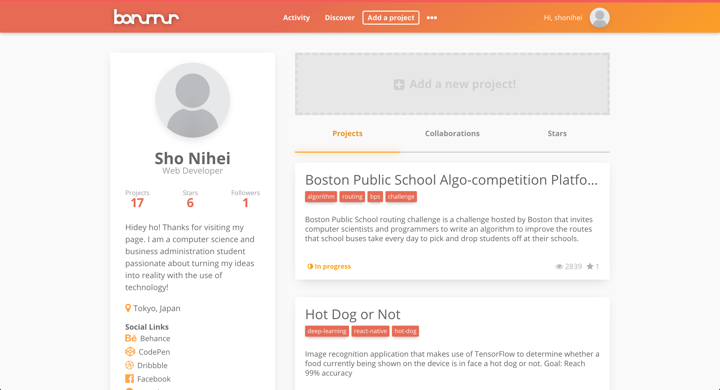 bonumur
Activity
Discover
Add a project
Hi, shonihei
Sho Nihei
Web Developer
Projects
Stars
Followers
17
6
1
Hidey ho! Thanks for visiting my
page. I am a computer science and
business administration student
passionate about turning my ideas
into reality with the use of
technology!
Tokyo, Japan
Social Links
Behance
CodePen
Dribbble
Facebook
Add a new project!
Projects
Collaborations
Stars
Boston Public School Algo-competition Platfo...
algorithm
routing
bps
challenge
Boston Public School routing challenge is a challenge hosted by Boston that invites
computer scientists and programmers to write an algorithm to improve the routes
that school buses take every day to pick and drop students off at their schools.
In progress
2839
1
Hot Dog or Not
deep-learning
react-native
hot-dog
Image recognition application that makes use of TensorFlow to determine whether a
food currently being shown on the device is in face a hot dog or not. Goal: Reach
99% accuracy